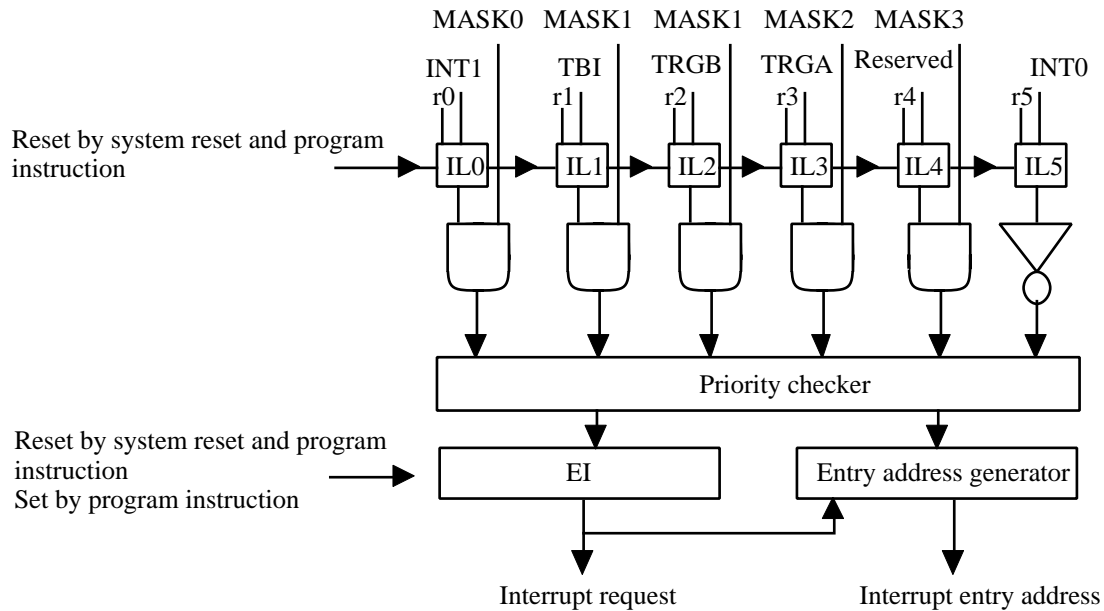 MASK0 MASK1 MASK1 MASK2 MASK3
INT1 TBI TRGB TRGA Reserved INT0
r0 r1 r2 r3 r4 r5
Reset by system reset and program
instruction
IL0 IL1 IL2 IL3 IL4 IL5
Priority checker
Reset by system reset and program
instruction
Set by program instruction
EI
Entry address generator
Interrupt request
Interrupt entry address